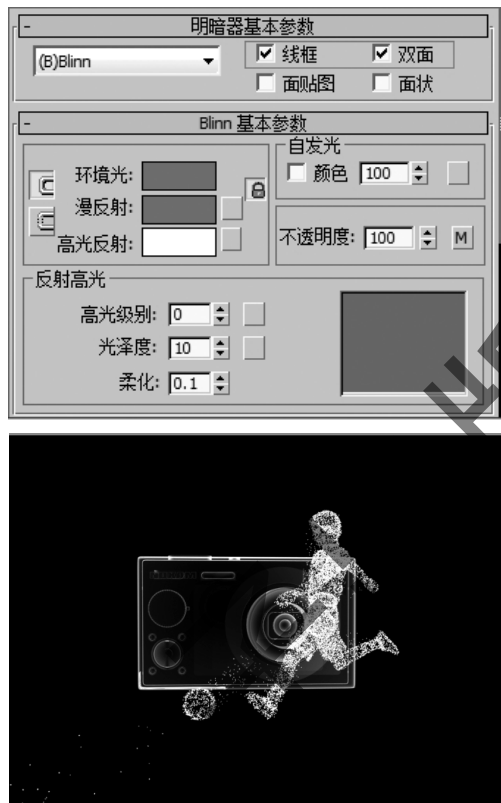 明暗器基本参数
(B)Blinn
线框
双面
面贴图
面状
Blinn 基本参数
自发光
环境光:
颜色 100
漫反射:
高光反射:
不透明度: 100 M
反射高光
高光级别: 0
光泽度: 10
柔化: 0.1